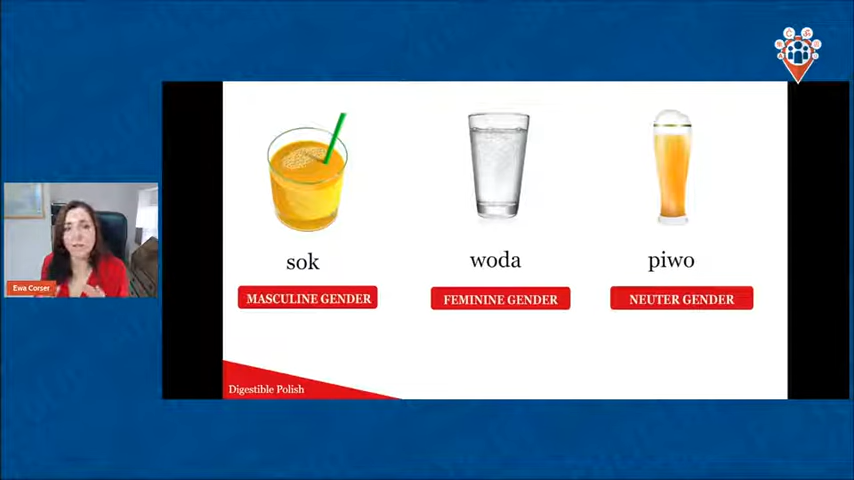 sok
woda
piwo
MASCULINE GENDER
FEMININE GENDER
NEUTER GENDER
Ewa Corser
Digestible Polish